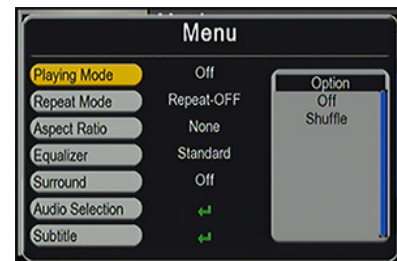 Menu
Playing Mode Off
Repeat Mode Repeat-OFF
Aspect Ratio None
Equalizer Standard
Surround Off
Audio Selection
Subtitle
Option
Off
Shuffle